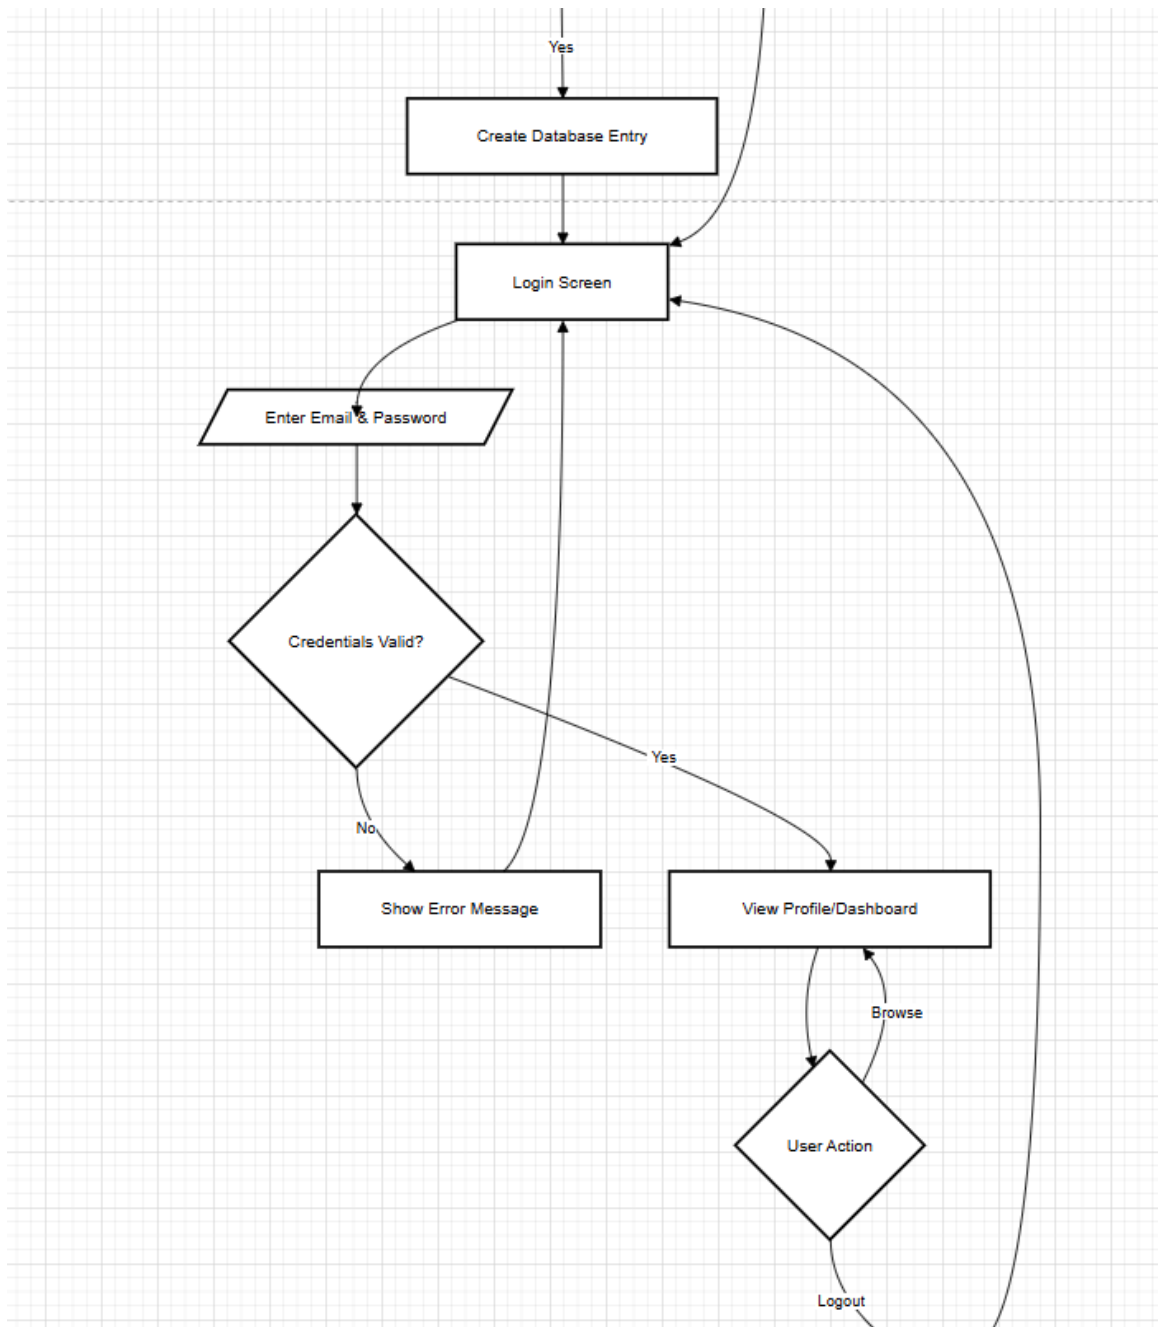 Yes
Create Database Entry
Login Screen
Enter Email & Password
Credentials Valid?
Yes
No
Show Error Message
View Profile/Dashboard
Browse
User Action
Logout